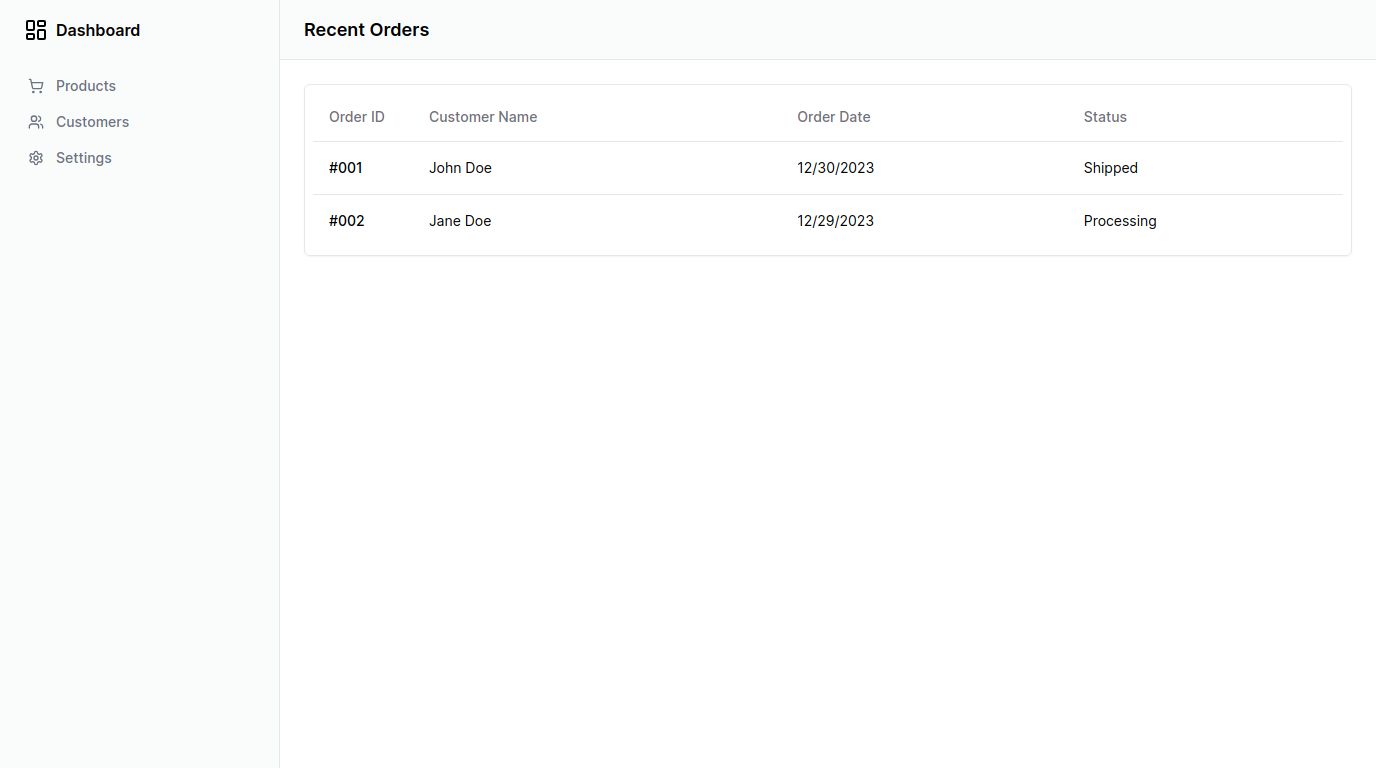 Dashboard
Products
Customers
Settings
Recent Orders
Order ID Customer Name Order Date Status
#001 John Doe 12/30/2023 Shipped
#002 Jane Doe 12/29/2023 Processing